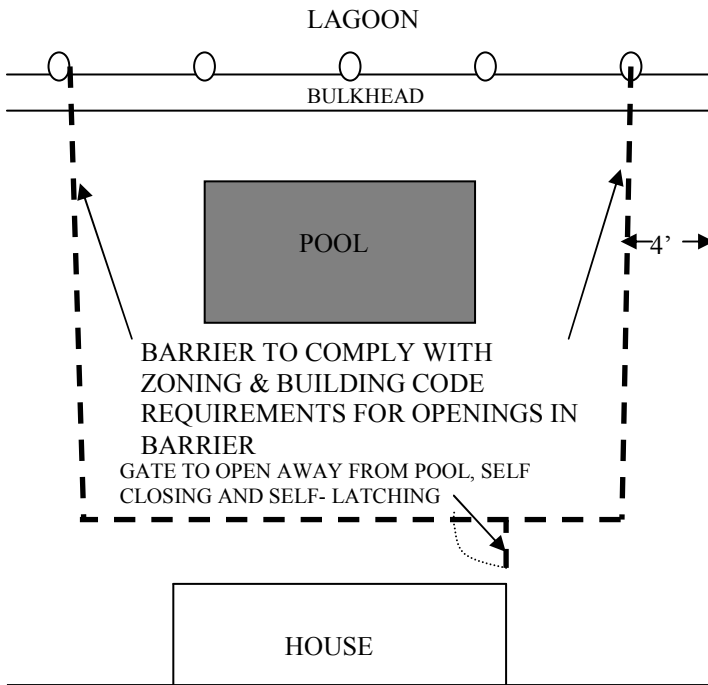 LAGOON
BULKHEAD
POOL
4’
BARRIER TO COMPLY WITH
ZONING & BUILDING CODE
REQUIREMENTS FOR OPENINGS IN
BARRIER
GATE TO OPEN AWAY FROM POOL, SELF
CLOSING AND SELF- LATCHING
HOUSE